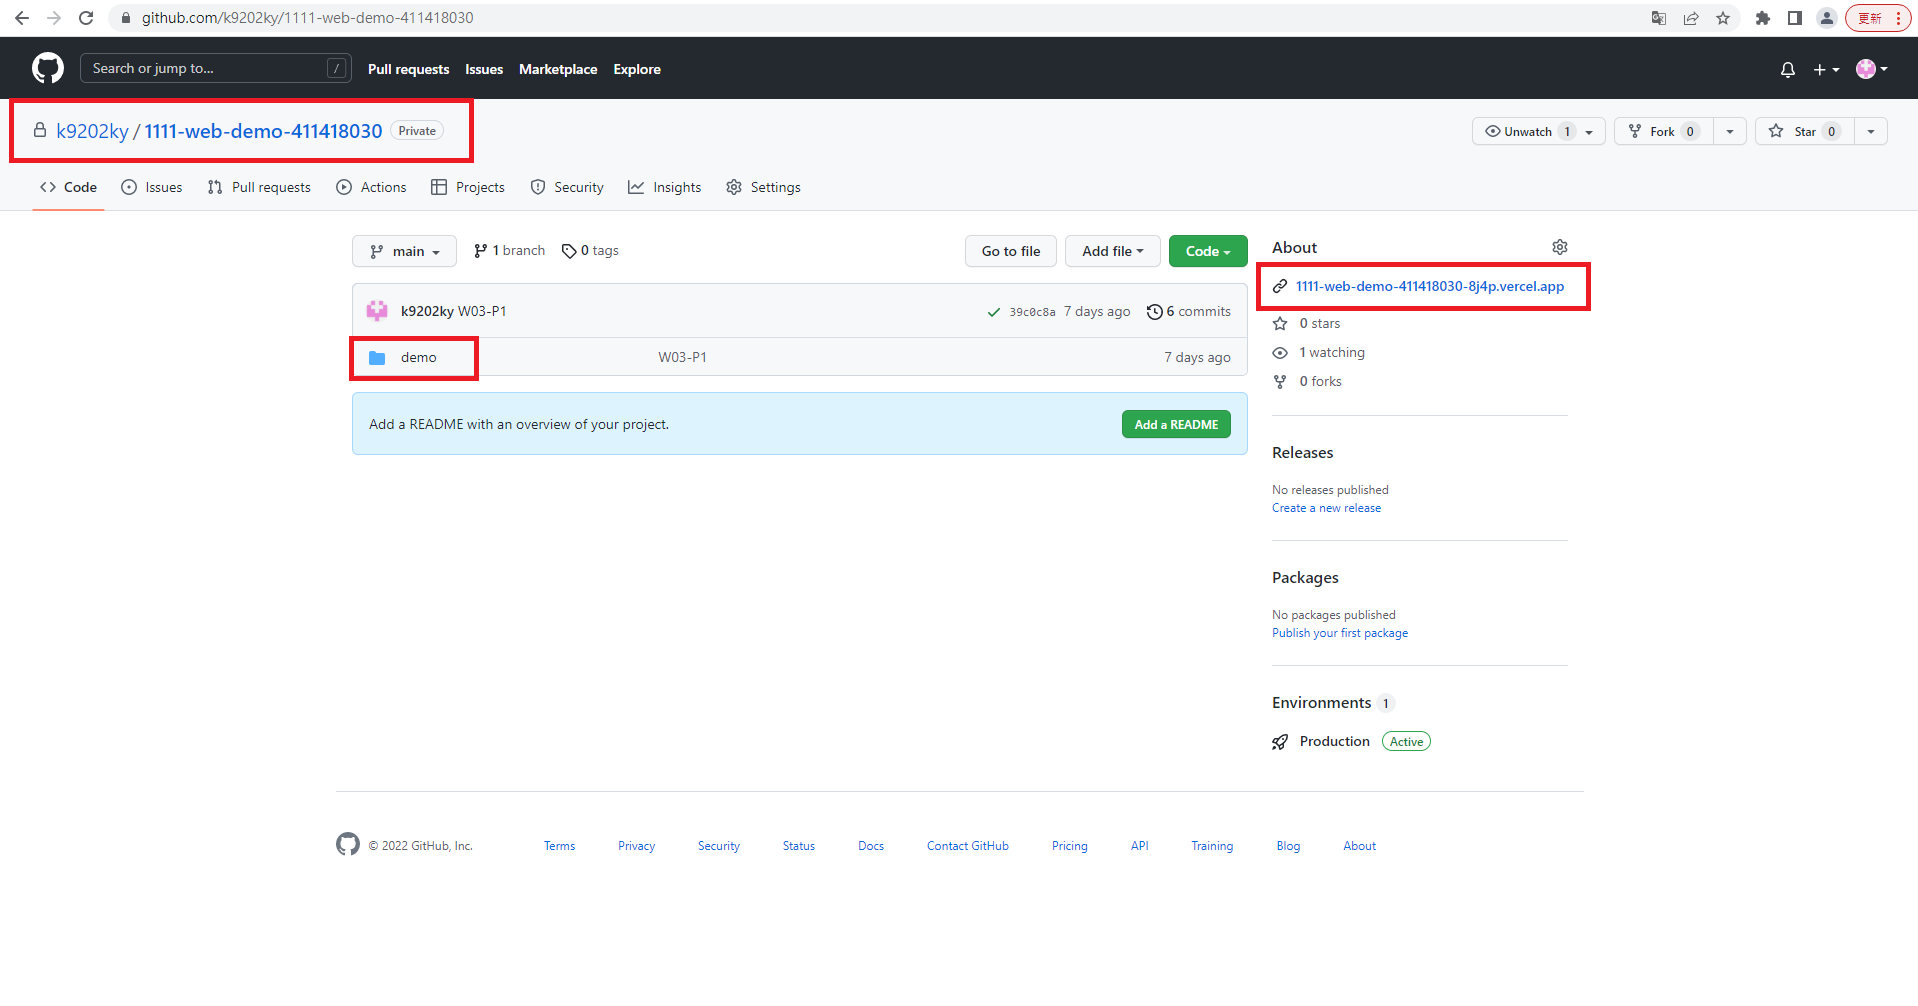 github.com/k9202ky/1111-web-demo-411418030
更新
Search or jump to... /
Pull requests Issues Marketplace Explore
k9202ky / 1111-web-demo-411418030 Private
Unwatch 1 Fork 0 Star 0
Code Issues Pull requests Actions Projects Security Insights Settings
main 1 branch 0 tags
Go to file Add file Code
k9202ky W03-P1 39c0c8a 7 days ago 6 commits
demo W03-P1 7 days ago
Add a README with an overview of your project. Add a README
About
1111-web-demo-411418030-8j4p.vercel.app
0 stars
1 watching
0 forks
Releases
No releases published
Create a new release
Packages
No packages published
Publish your first package
Environments 1
Production Active
© 2022 GitHub, Inc. Terms Privacy Security Status Docs Contact GitHub Pricing API Training Blog About